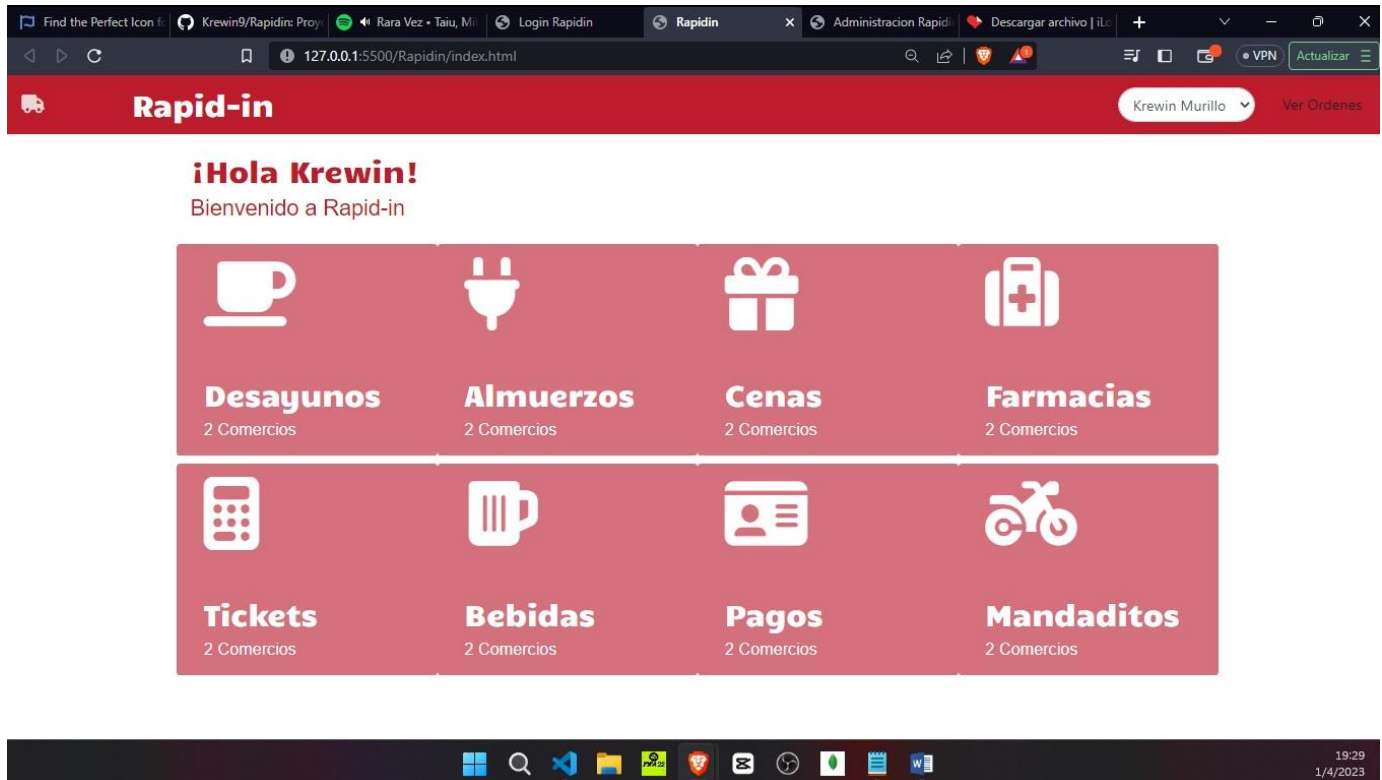 Find the Perfect Icon fo
Krewin9/Rapidin: Proye
Rara Vez • Taiu, Mil
Login Rapidin
Rapidin
Administracion Rapidi
Descargar archivo | iLo
127.0.0.1:5500/Rapidin/index.html
VPN
Actualizar
Rapid-in
Krewin Murillo
Ver Ordenes
¡Hola Krewin!
Bienvenido a Rapid-in
Desayunos
2 Comercios
Almuerzos
2 Comercios
Cenas
2 Comercios
Farmacias
2 Comercios
Tickets
2 Comercios
Bebidas
2 Comercios
Pagos
2 Comercios
Mandaditos
2 Comercios
19:29
1/4/2023